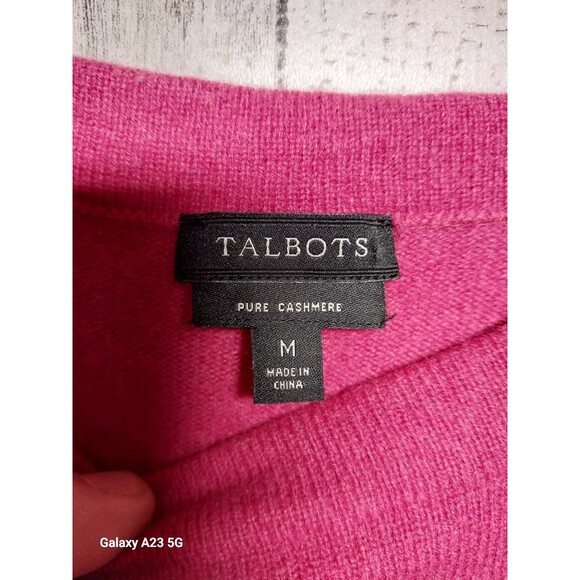 TALBOTS
PURE CASHMERE
M
MADE IN
CHINA
Galaxy A23 5G